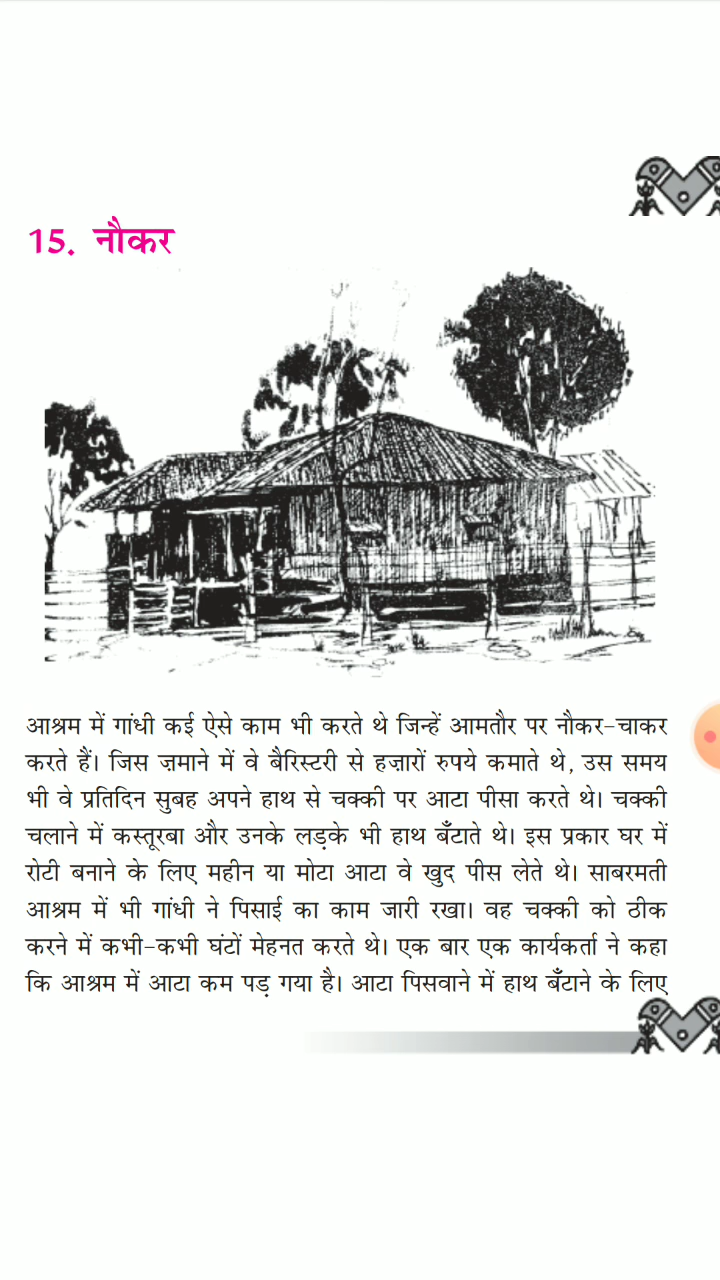 15. नौकर
आश्रम में गांधी कई ऐसे काम भी करते थे जिन्हें आमतौर पर नौकर-चाकर
करते हैं। जिस ज़माने में वे बैरिस्टरी से हज़ारों रुपये कमाते थे, उस समय
भी वे प्रतिदिन सुबह अपने हाथ से चक्की पर आटा पीसा करते थे। चक्की
चलाने में कस्तूरबा और उनके लड़के भी हाथ बँटाते थे। इस प्रकार घर में
रोटी बनाने के लिए महीन या मोटा आटा वे खुद पीस लेते थे। साबरमती
आश्रम में भी गांधी ने पिसाई का काम जारी रखा। वह चक्की को ठीक
करने में कभी-कभी घंटों मेहनत करते थे। एक बार एक कार्यकर्ता ने कहा
कि आश्रम में आटा कम पड़ गया है। आटा पिसवाने में हाथ बँटाने के लिए